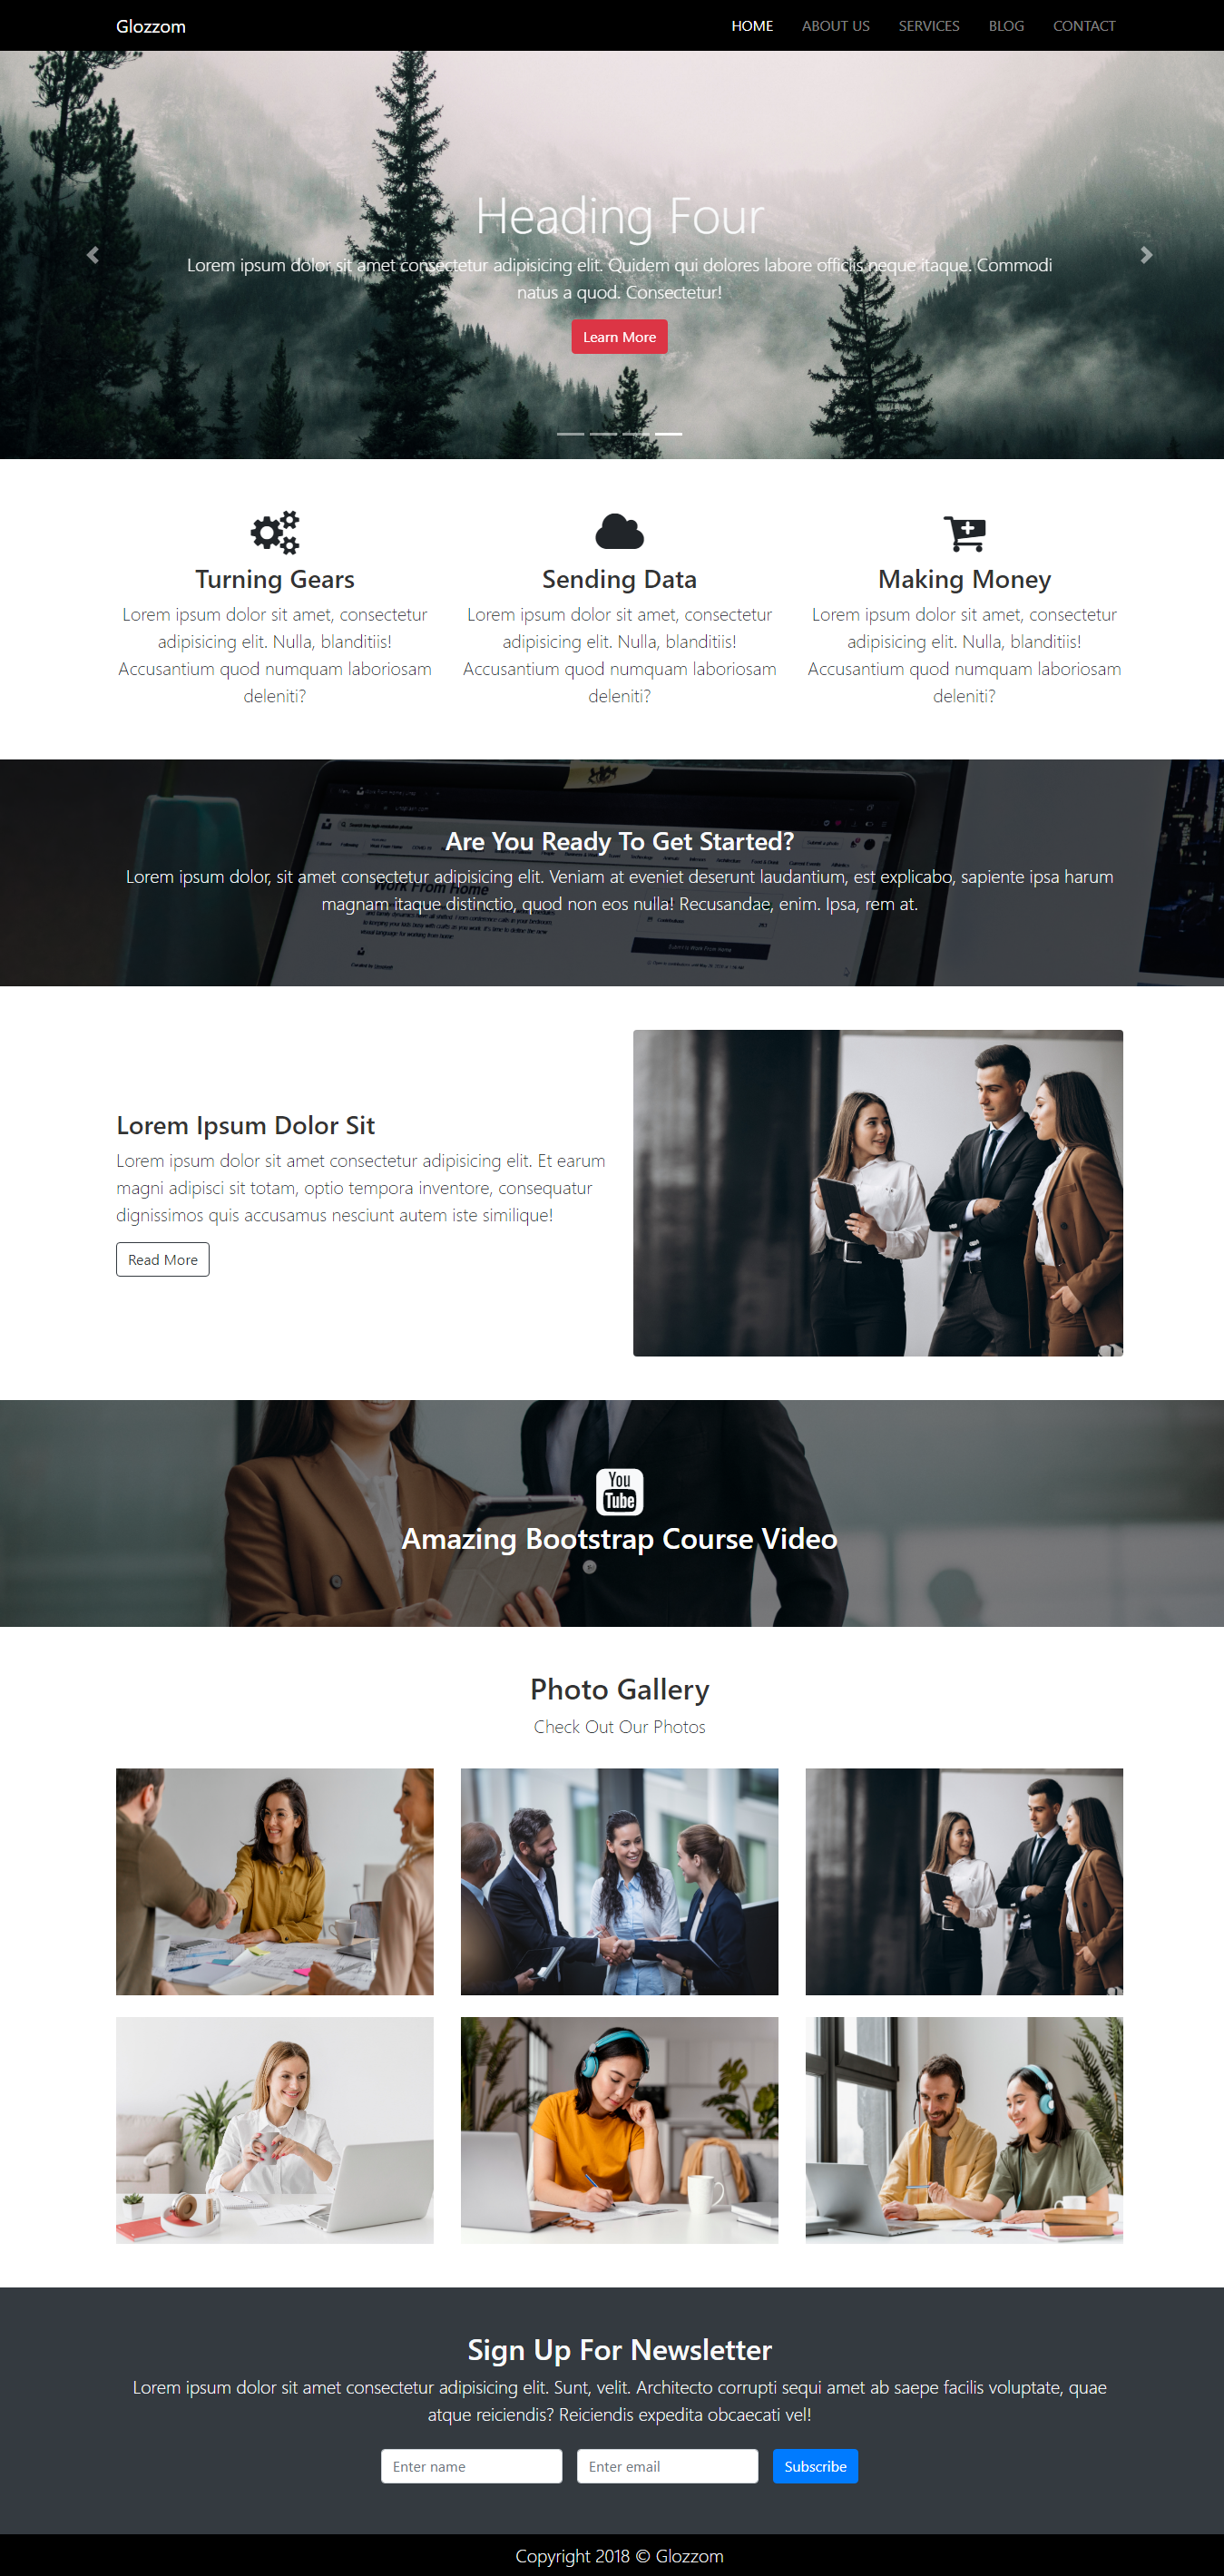 Glozzom
HOME ABOUT US SERVICES BLOG CONTACT
Heading Four
Lorem ipsum dolor sit amet consectetur adipisicing elit. Quidem qui dolores labore officiis neque itaque. Commodi
natus a quod. Consectetur!
Learn More
Turning Gears
Lorem ipsum dolor sit amet, consectetur
adipisicing elit. Nulla, blanditiis!
Accusantium quod numquam laboriosam
deleniti?
Sending Data
Lorem ipsum dolor sit amet, consectetur
adipisicing elit. Nulla, blanditiis!
Accusantium quod numquam laboriosam
deleniti?
Making Money
Lorem ipsum dolor sit amet, consectetur
adipisicing elit. Nulla, blanditiis!
Accusantium quod numquam laboriosam
deleniti?
Are You Ready To Get Started?
Lorem ipsum dolor, sit amet consectetur adipisicing elit. Veniam at eveniet deserunt laudantium, est explicabo, sapiente ipsa harum
magnam itaque distinctio, quod non eos nulla! Recusandae, enim. Ipsa, rem at.
Work From Home
Lorem Ipsum Dolor Sit
Lorem ipsum dolor sit amet consectetur adipisicing elit. Et earum
magni adipisci sit totam, optio tempora inventore, consequatur
dignissimos quis accusamus nesciunt autem iste similique!
Read More
You
Tube
Amazing Bootstrap Course Video
Photo Gallery
Check Out Our Photos
Sign Up For Newsletter
Lorem ipsum dolor sit amet consectetur adipisicing elit. Sunt, velit. Architecto corrupti sequi amet ab saepe facilis voluptate, quae
atque reiciendis? Reiciendis expedita obcaecati vel!
Enter name
Enter email
Subscribe
Copyright 2018 © Glozzom